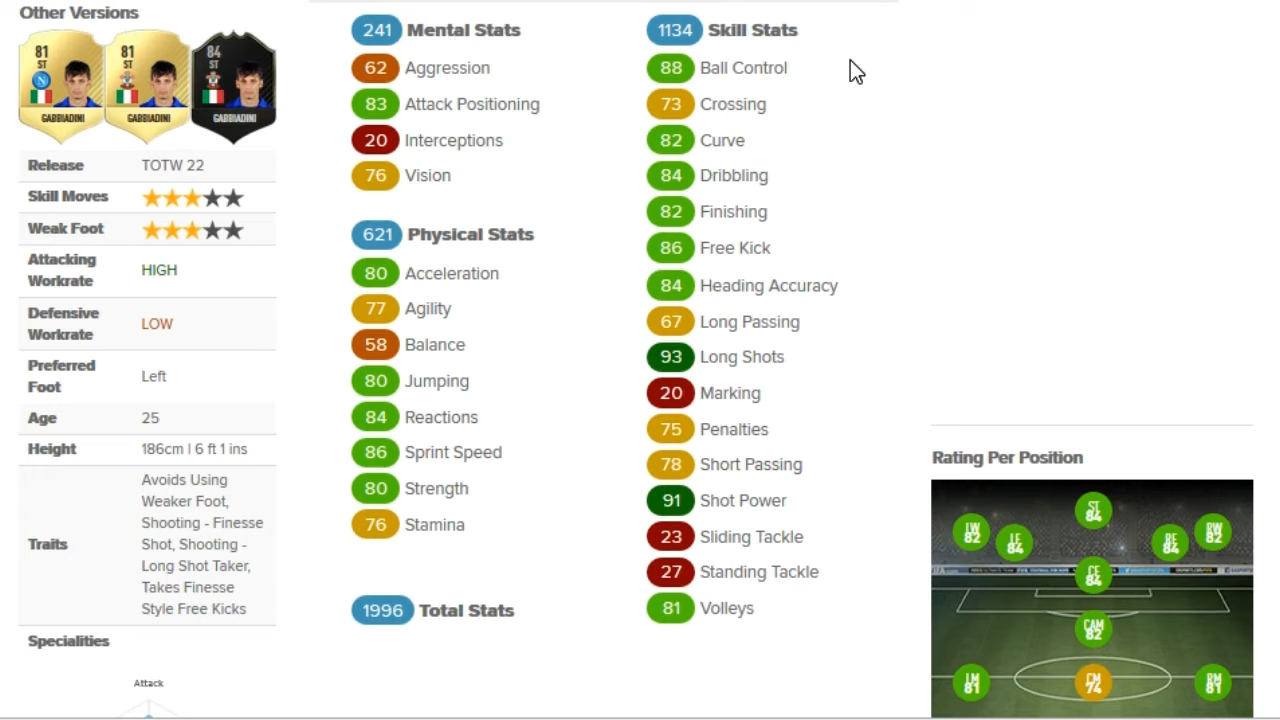 Other Versions
81
ST
GABBIADINI
81
ST
GABBIADINI
84
ST
GABBIADINI
Release TOTW 22
Skill Moves
Weak Foot
Attacking
Workrate
HIGH
Defensive
Workrate
LOW
Preferred
Foot
Left
Age 25
Height 186cm | 6 ft 1 ins
Traits
Avoids Using
Weaker Foot,
Shooting - Finesse
Shot, Shooting -
Long Shot Taker,
Takes Finesse
Style Free Kicks
Specialities
Attack
241 Mental Stats
62 Aggression
83 Attack Positioning
20 Interceptions
76 Vision
621 Physical Stats
80 Acceleration
77 Agility
58 Balance
80 Jumping
84 Reactions
86 Sprint Speed
80 Strength
76 Stamina
1996 Total Stats
1134 Skill Stats
88 Ball Control
73 Crossing
82 Curve
84 Dribbling
82 Finishing
86 Free Kick
84 Heading Accuracy
67 Long Passing
93 Long Shots
20 Marking
75 Penalties
78 Short Passing
91 Shot Power
23 Sliding Tackle
27 Standing Tackle
81 Volleys
Rating Per Position
ST
84
LW
82
LF
84
RF
84
RW
82
CF
84
CAM
82
LM
81
CM
74
RM
81